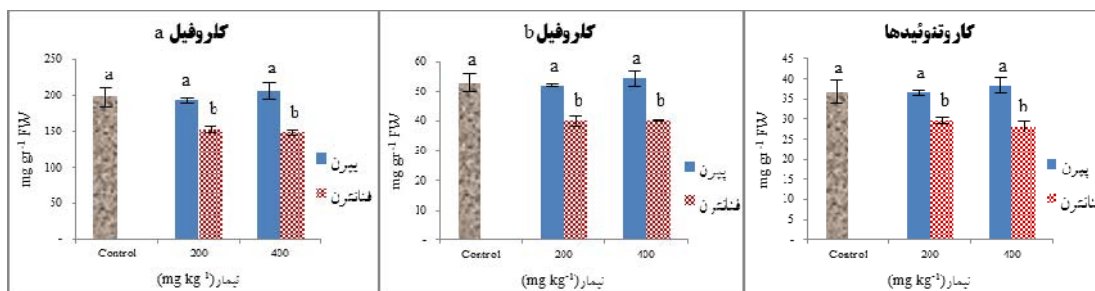 کلروفیل a
250
200
150
100
50
-
mg gr-1 FW
a
a
b
a
b
پیرن
فنانترن
Control
200
400
تیمار(mg kg-1)
کلروفیل b
60
50
40
30
20
10
-
mg gr-1 FW
a
a
b
a
b
پیرن
فنانترن
Control
200
400
تیمار(mg kg-1)
کاروتنوئیدها
45
40
35
30
25
20
15
10
5
-
mg gr-1 FW
a
a
b
a
b
پیرن
فنانترن
Control
200
400
تیمار(mg kg-1)